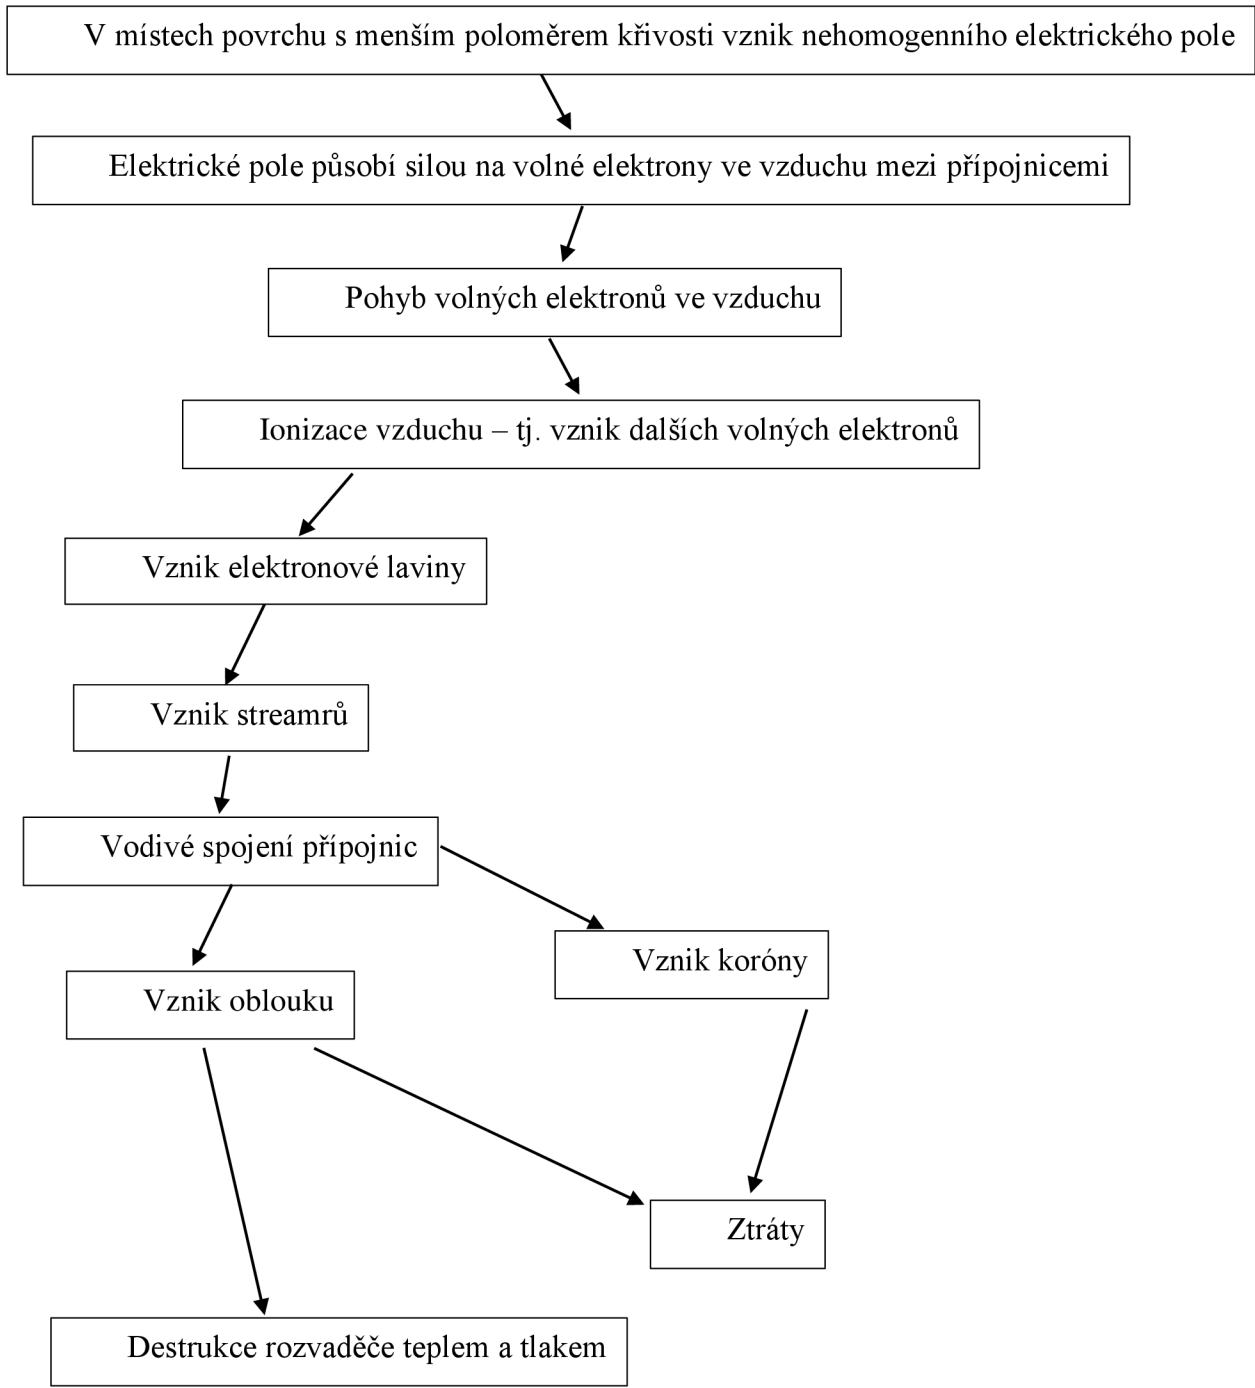 V místech povrchu s menším poloměrem křivosti vznik nehomogenního elektrického pole
Elektrické pole působí silou na volné elektrony ve vzduchu mezi přípojnicemi
Pohyb volných elektronů ve vzduchu
Ionizace vzduchu – tj. vznik dalších volných elektronů
Vznik elektronové laviny
Vznik streamrů
Vodivé spojení přípojnic
Vznik koróny
Vznik oblouku
Ztráty
Destrukce rozvaděče teplem a tlakem